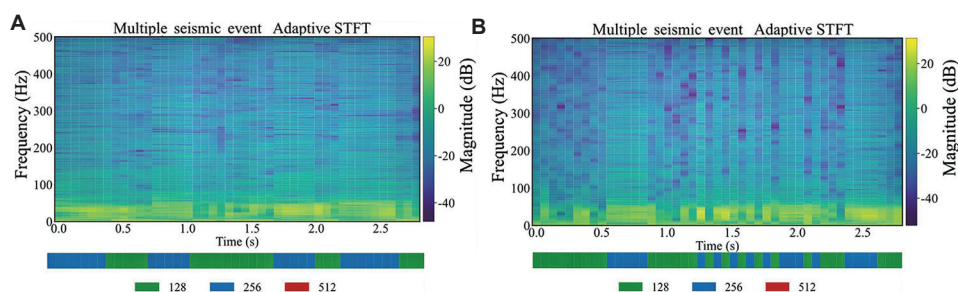 A
Multiple seismic event Adaptive STFT
Frequency (Hz)
500
400
300
200
100
0
0.0 0.5 1.0 1.5 2.0 2.5
Time (s)
20
0
-20
-40
Magnitude (dB)
128 256 512
B
Multiple seismic event Adaptive STFT
Frequency (Hz)
500
400
300
200
100
0
0.0 0.5 1.0 1.5 2.0 2.5
Time (s)
20
0
-20
-40
Magnitude (dB)
128 256 512